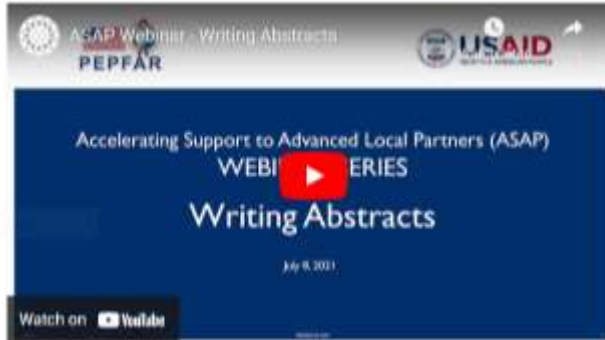 ASAP Webinar - Writing Abstracts
PEPFAR
USAID
Accelerating Support to Advanced Local Partners (ASAP)
WEBI ERIES
Writing Abstracts
July 8, 2021
Watch on YouTube